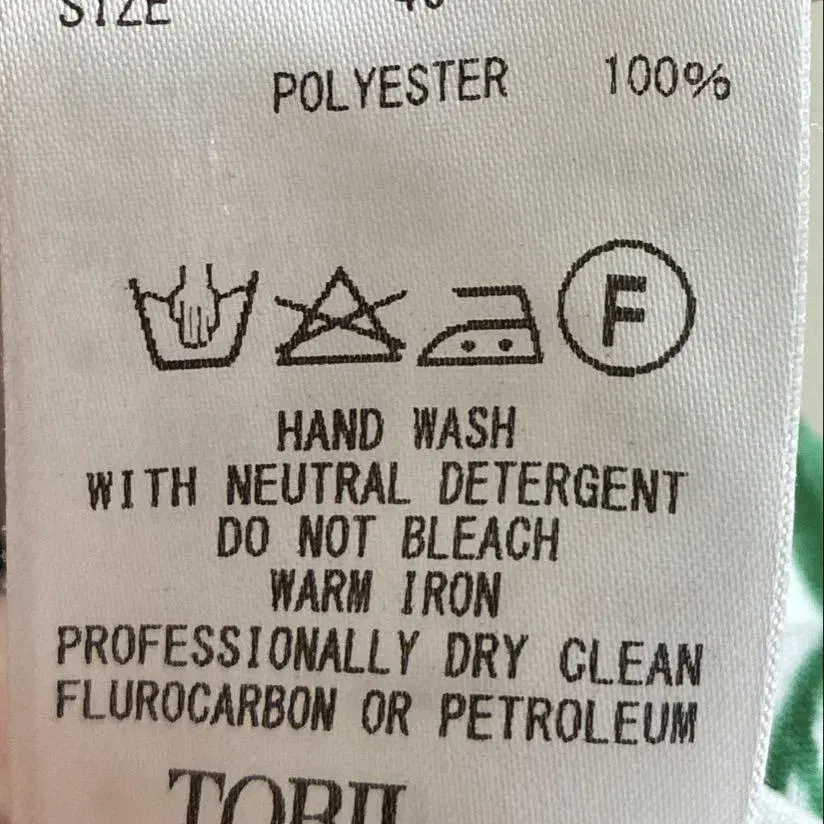 SIZE
POLYESTER 100%
F
HAND WASH
WITH NEUTRAL DETERGENT
DO NOT BLEACH
WARM IRON
PROFESSIONALLY DRY CLEAN
FLUROCARBON OR PETROLEUM